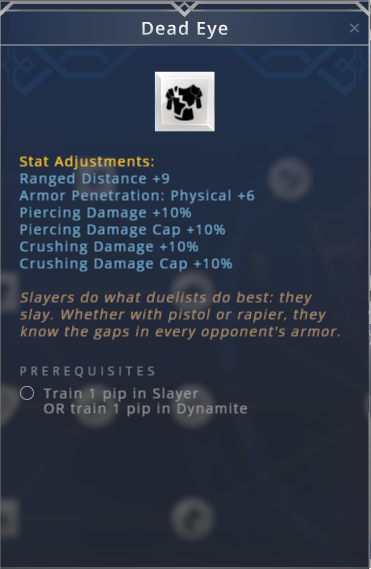 Dead Eye
Stat Adjustments:
Ranged Distance +9
Armor Penetration: Physical +6
Piercing Damage +10%
Piercing Damage Cap +10%
Crushing Damage +10%
Crushing Damage Cap +10%
Slayers do what duelists do best: they
slay. Whether with pistol or rapier, they
know the gaps in every opponent's armor.
PREREQUISITES
Train 1 pip in Slayer
OR train 1 pip in Dynamite